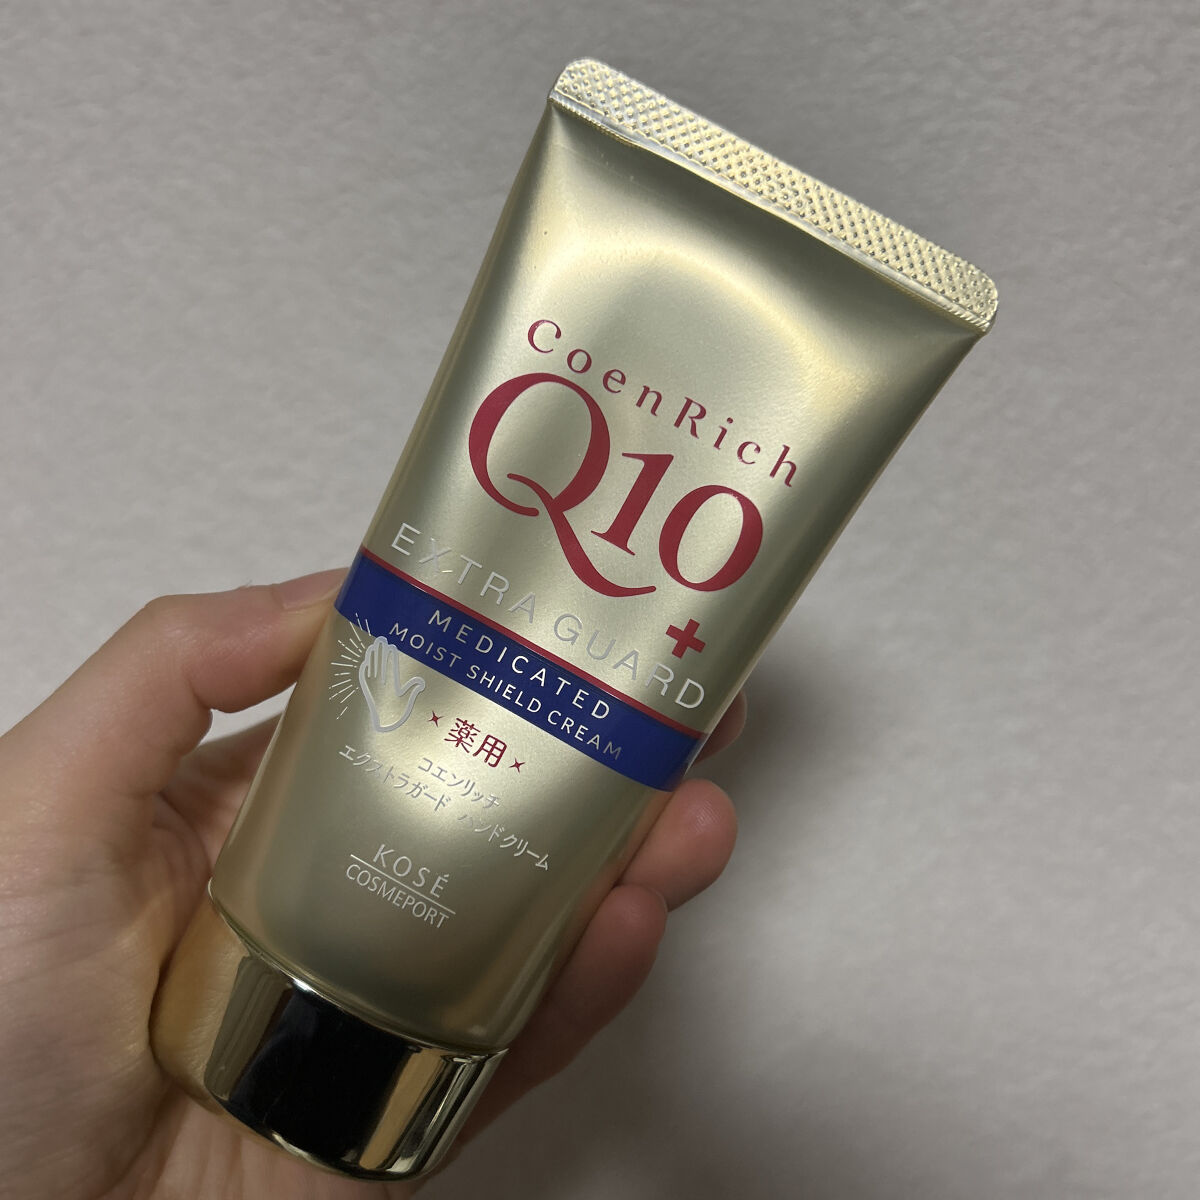 CoenRich
Q10
EXTRA GUARD
MEDICATED
MOIST SHIELD CREAM
薬用
コエンリッチ
エクストラガード ハンドクリーム
KOSÉ
COSMEPORT